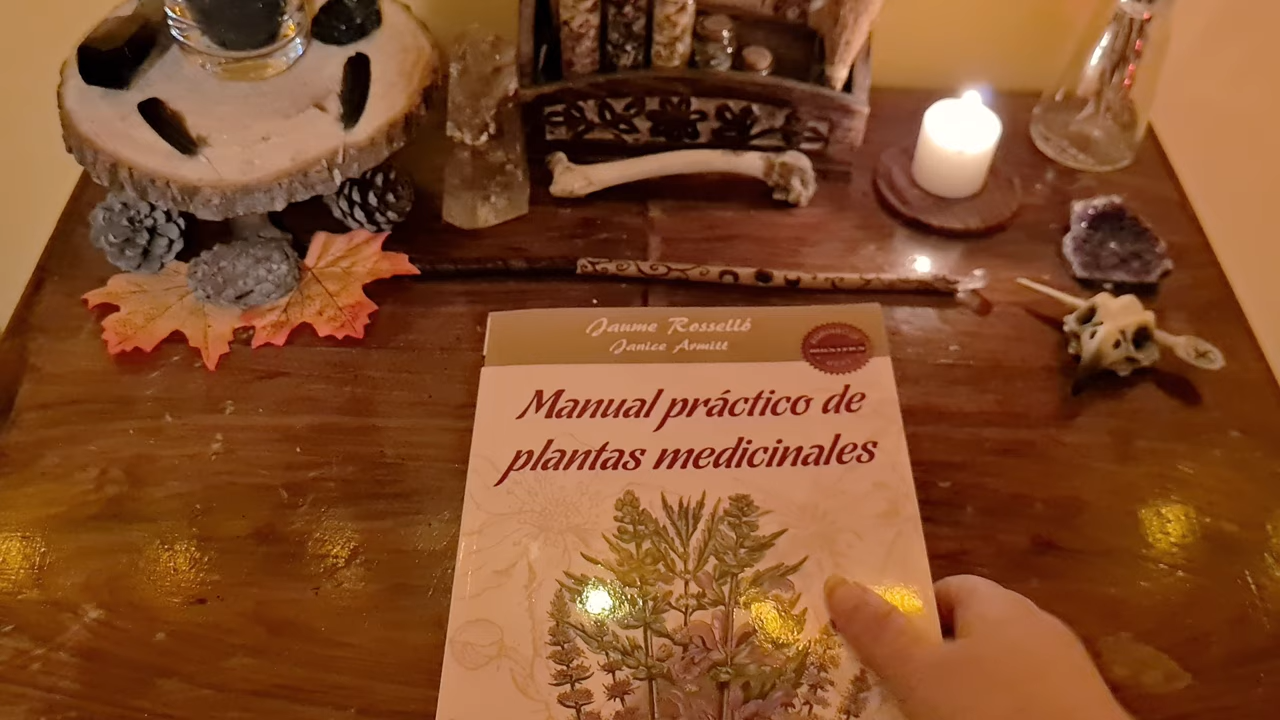 Jaume Rosselló
Janice Armitt
Manual práctico de
plantas medicinales